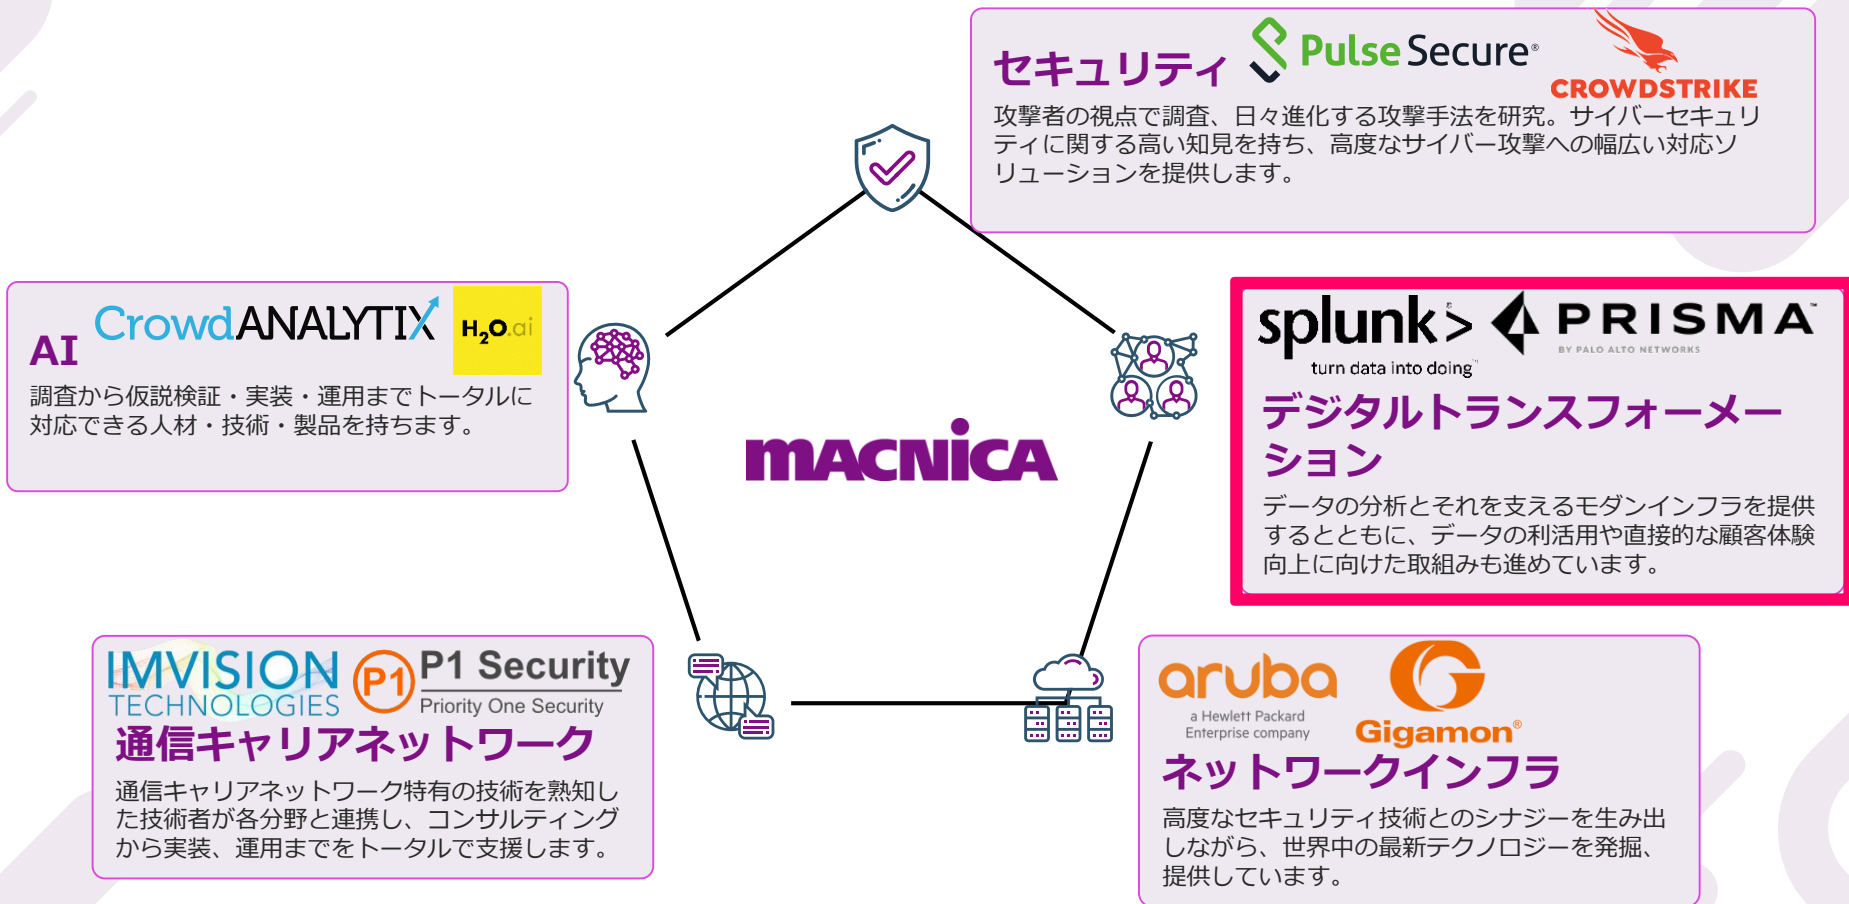 セキュリティ
Pulse Secure®
CROWDSTRIKE
攻撃者の視点で調査、日々進化する攻撃手法を研究。サイバーセキュリ
ティに関する高い知見を持ち、高度なサイバー攻撃への幅広い対応ソ
リューションを提供します。
AI
CrowdANALYTIX
H₂O.ai
調査から仮説検証・実装・運用までトータルに
対応できる人材・技術・製品を持ちます。
MACNICA
splunk>
turn data into doing™
PRISMA™
BY PALO ALTO NETWORKS
デジタルトランスフォーメー
ション
データの分析とそれを支えるモダンインフラを提供
するとともに、データの利活用や直接的な顧客体験
向上に向けた取組みも進めています。
IMVISION
TECHNOLOGIES
P1
P1 Security
Priority One Security
通信キャリアネットワーク
通信キャリアネットワーク特有の技術を熟知し
た技術者が各分野と連携し、コンサルティング
から実装、運用までをトータルで支援します。
aruba
a Hewlett Packard
Enterprise company
Gigamon®
ネットワークインフラ
高度なセキュリティ技術とのシナジーを生み出
しながら、世界中の最新テクノロジーを発掘、
提供しています。